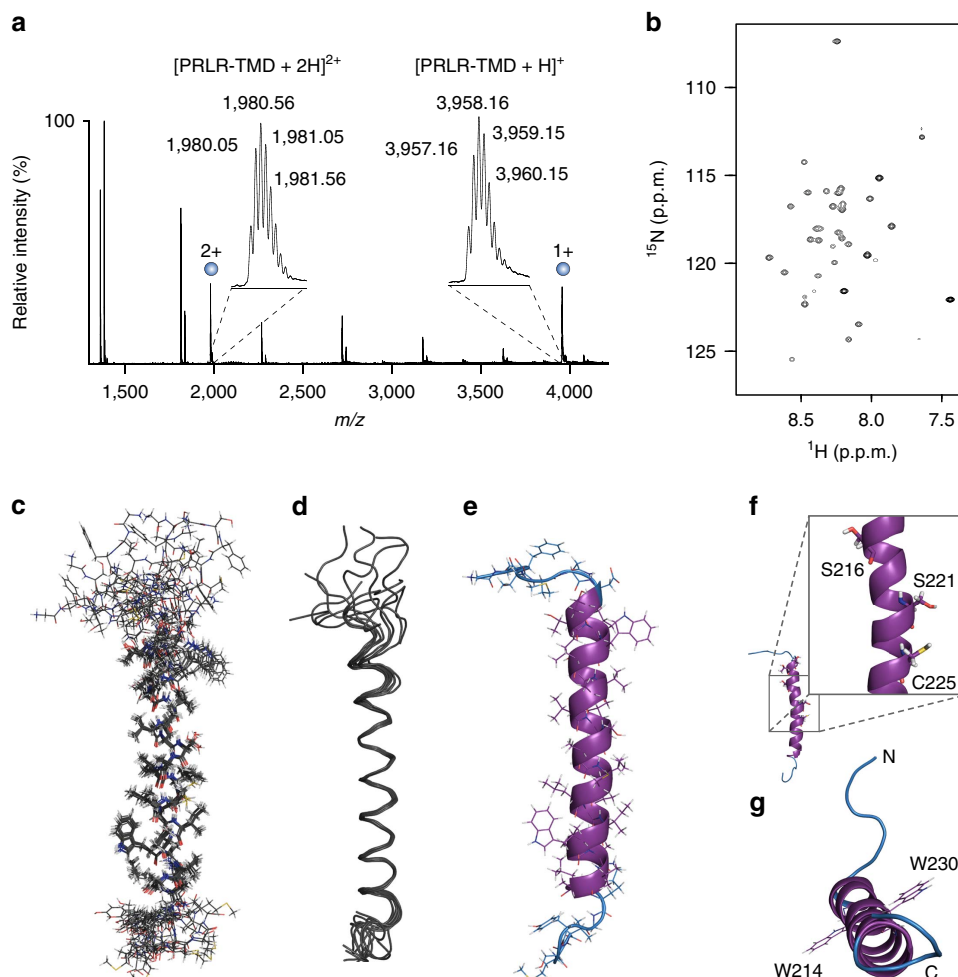 a
[PRLR-TMD + 2H]2+
[PRLR-TMD + H]+
1,980.56
1,980.05
1,981.05
1,981.56
3,958.16
3,957.16
3,959.15
3,960.15
100
2+
1+
Relative intensity (%)
1,500 2,000 2,500 3,000 3,500 4,000
m/z
b
110
115
120
125
15N (p.p.m.)
8.5 8.0 7.5
1H (p.p.m.)
c
d
e
f
S216
S221
C225
g
N
W230
W214
C